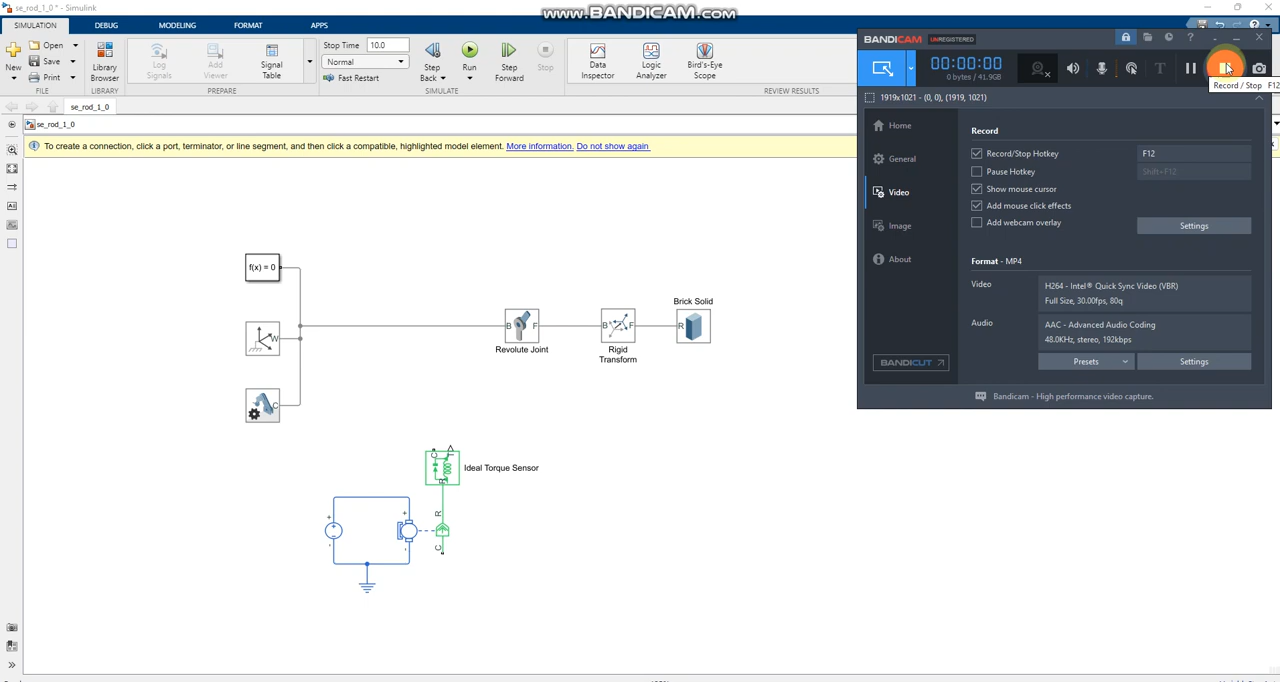 se_rod_1_0 * - Simulink
www.BANDICAM.com
SIMULATION DEBUG MODELING FORMAT APPS
New
Open
Save
Print
FILE
Library
Browser
LIBRARY
Log
Signals
Add
Viewer
Signal
Table
PREPARE
Stop Time 10.0
Normal
Fast Restart
Step
Back
Run
Step
Forward
Stop
SIMULATE
Data
Inspector
Logic
Analyzer
Bird's-Eye
Scope
REVIEW RESULTS
se_rod_1_0
se_rod_1_0
To create a connection, click a port, terminator, or line segment, and then click a compatible, highlighted model element. More information. Do not show again
f(x) = 0
W
C
B F
Revolute Joint
B F
Rigid
Transform
Brick Solid
R
C T
R
Ideal Torque Sensor
R
C
+
-
+
-
BANDICAM UNREGISTERED
00:00:00
0 bytes / 41.9GB
Record / Stop F12
1919x1021 - (0, 0), (1919, 1021)
Home
General
Video
Image
About
BANDICUT
Record
Record/Stop Hotkey F12
Pause Hotkey Shift+F12
Show mouse cursor
Add mouse click effects
Add webcam overlay
Settings
Format - MP4
Video
H264 - Intel® Quick Sync Video (VBR)
Full Size, 30.00fps, 80q
Audio
AAC - Advanced Audio Coding
48.0KHz, stereo, 192kbps
Presets
Settings
Bandicam - High performance video capture.